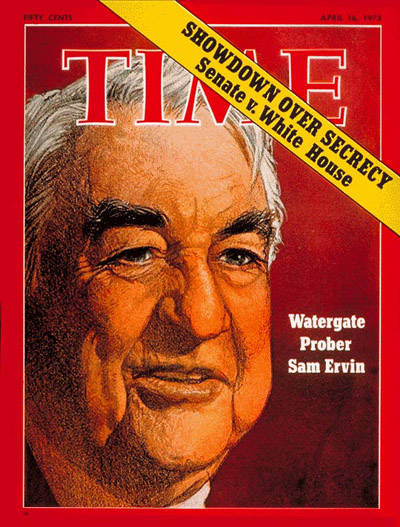 FIFTY CENTS
APRIL 16, 1973
TIME
SHOWDOWN OVER SECRECY
Senate v. White House
Watergate
Prober
Sam Ervin